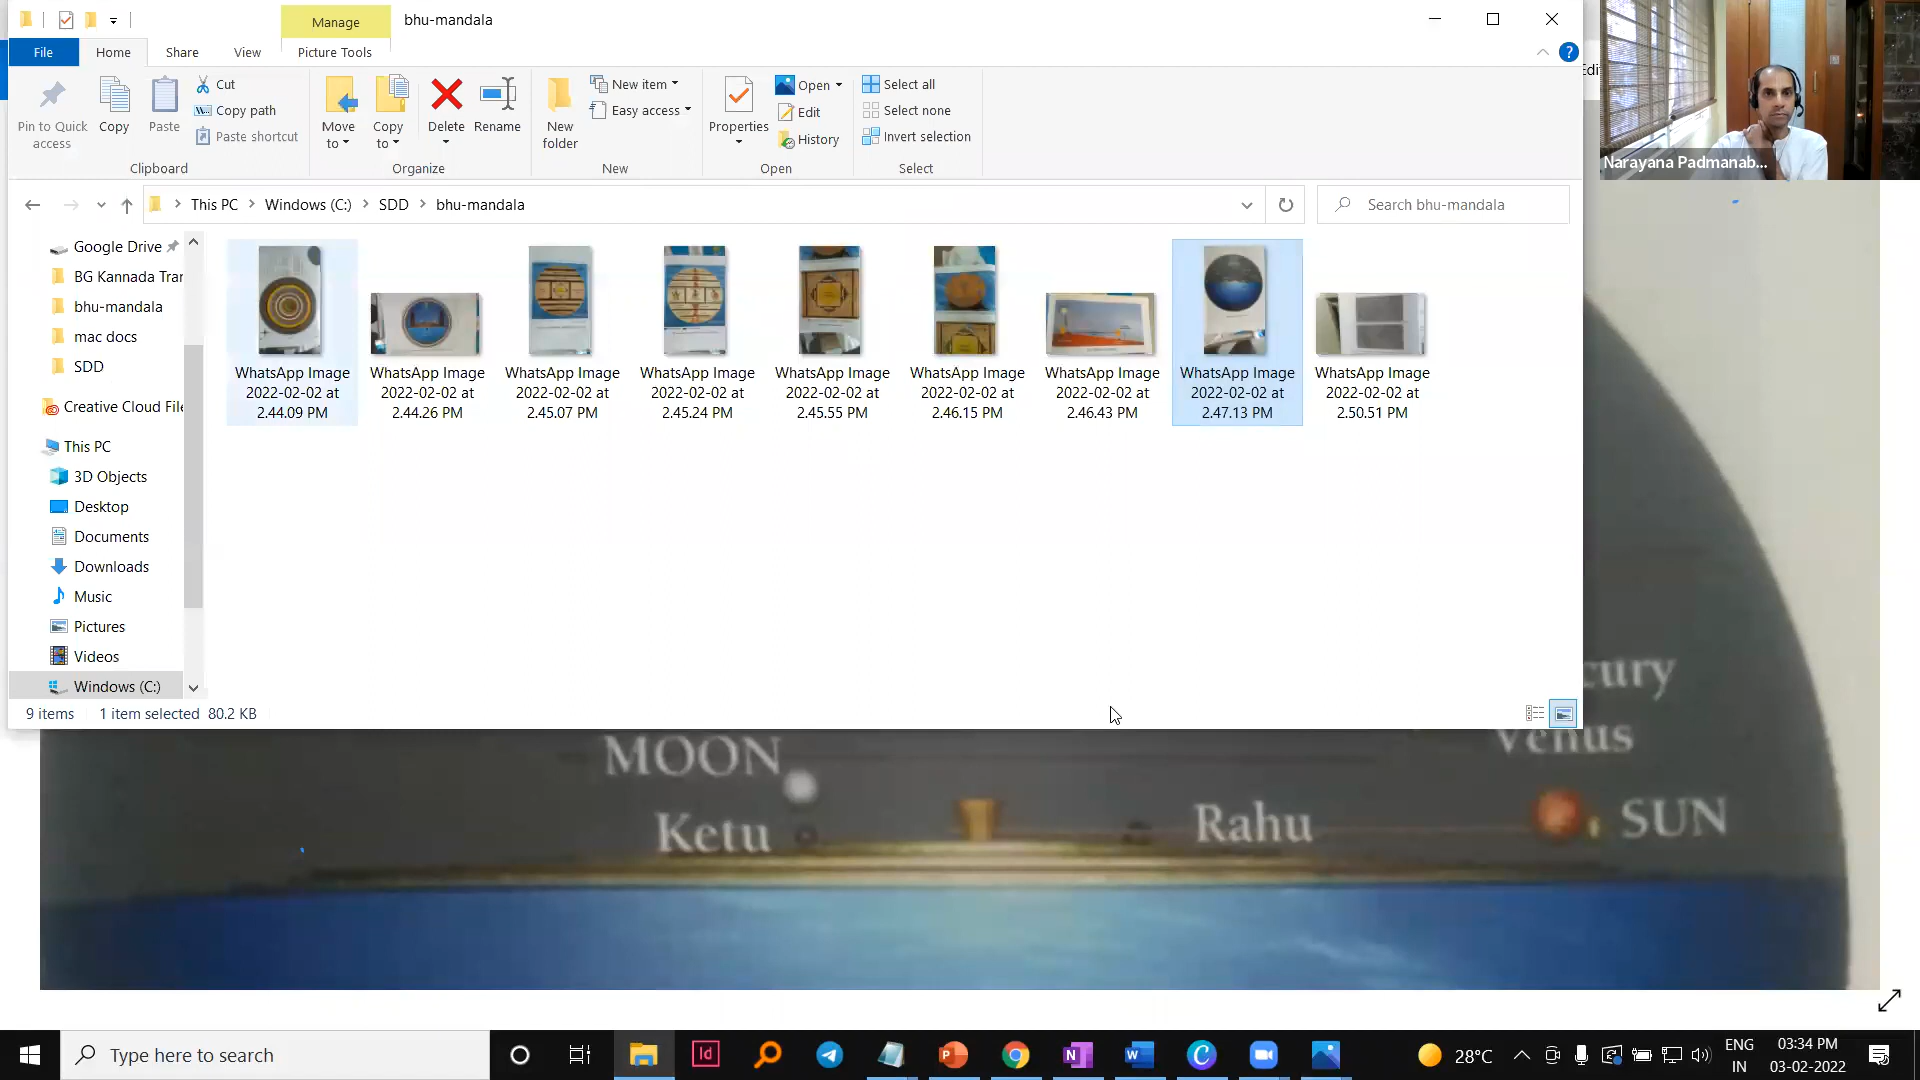 Manage
bhu-mandala
File
Home
Share
View
Picture Tools
Pin to Quick access
Copy
Paste
Cut
Copy path
Paste shortcut
Clipboard
Move to
Copy to
Delete
Rename
Organize
New folder
New item
Easy access
New
Properties
Open
Edit
History
Open
Select all
Select none
Invert selection
Select
Edi
Narayana Padmanab...
This PC
Windows (C:)
SDD
bhu-mandala
Search bhu-mandala
Google Drive
BG Kannada Trar
bhu-mandala
mac docs
SDD
Creative Cloud File
This PC
3D Objects
Desktop
Documents
Downloads
Music
Pictures
Videos
Windows (C:)
WhatsApp Image 2022-02-02 at 2.44.09 PM
WhatsApp Image 2022-02-02 at 2.44.26 PM
WhatsApp Image 2022-02-02 at 2.45.07 PM
WhatsApp Image 2022-02-02 at 2.45.24 PM
WhatsApp Image 2022-02-02 at 2.45.55 PM
WhatsApp Image 2022-02-02 at 2.46.15 PM
WhatsApp Image 2022-02-02 at 2.46.43 PM
WhatsApp Image 2022-02-02 at 2.47.13 PM
WhatsApp Image 2022-02-02 at 2.50.51 PM
9 items
1 item selected 80.2 KB
cury
Venus
MOON
Ketu
Rahu
SUN
Type here to search
28°C
ENG
IN
03:34 PM
03-02-2022